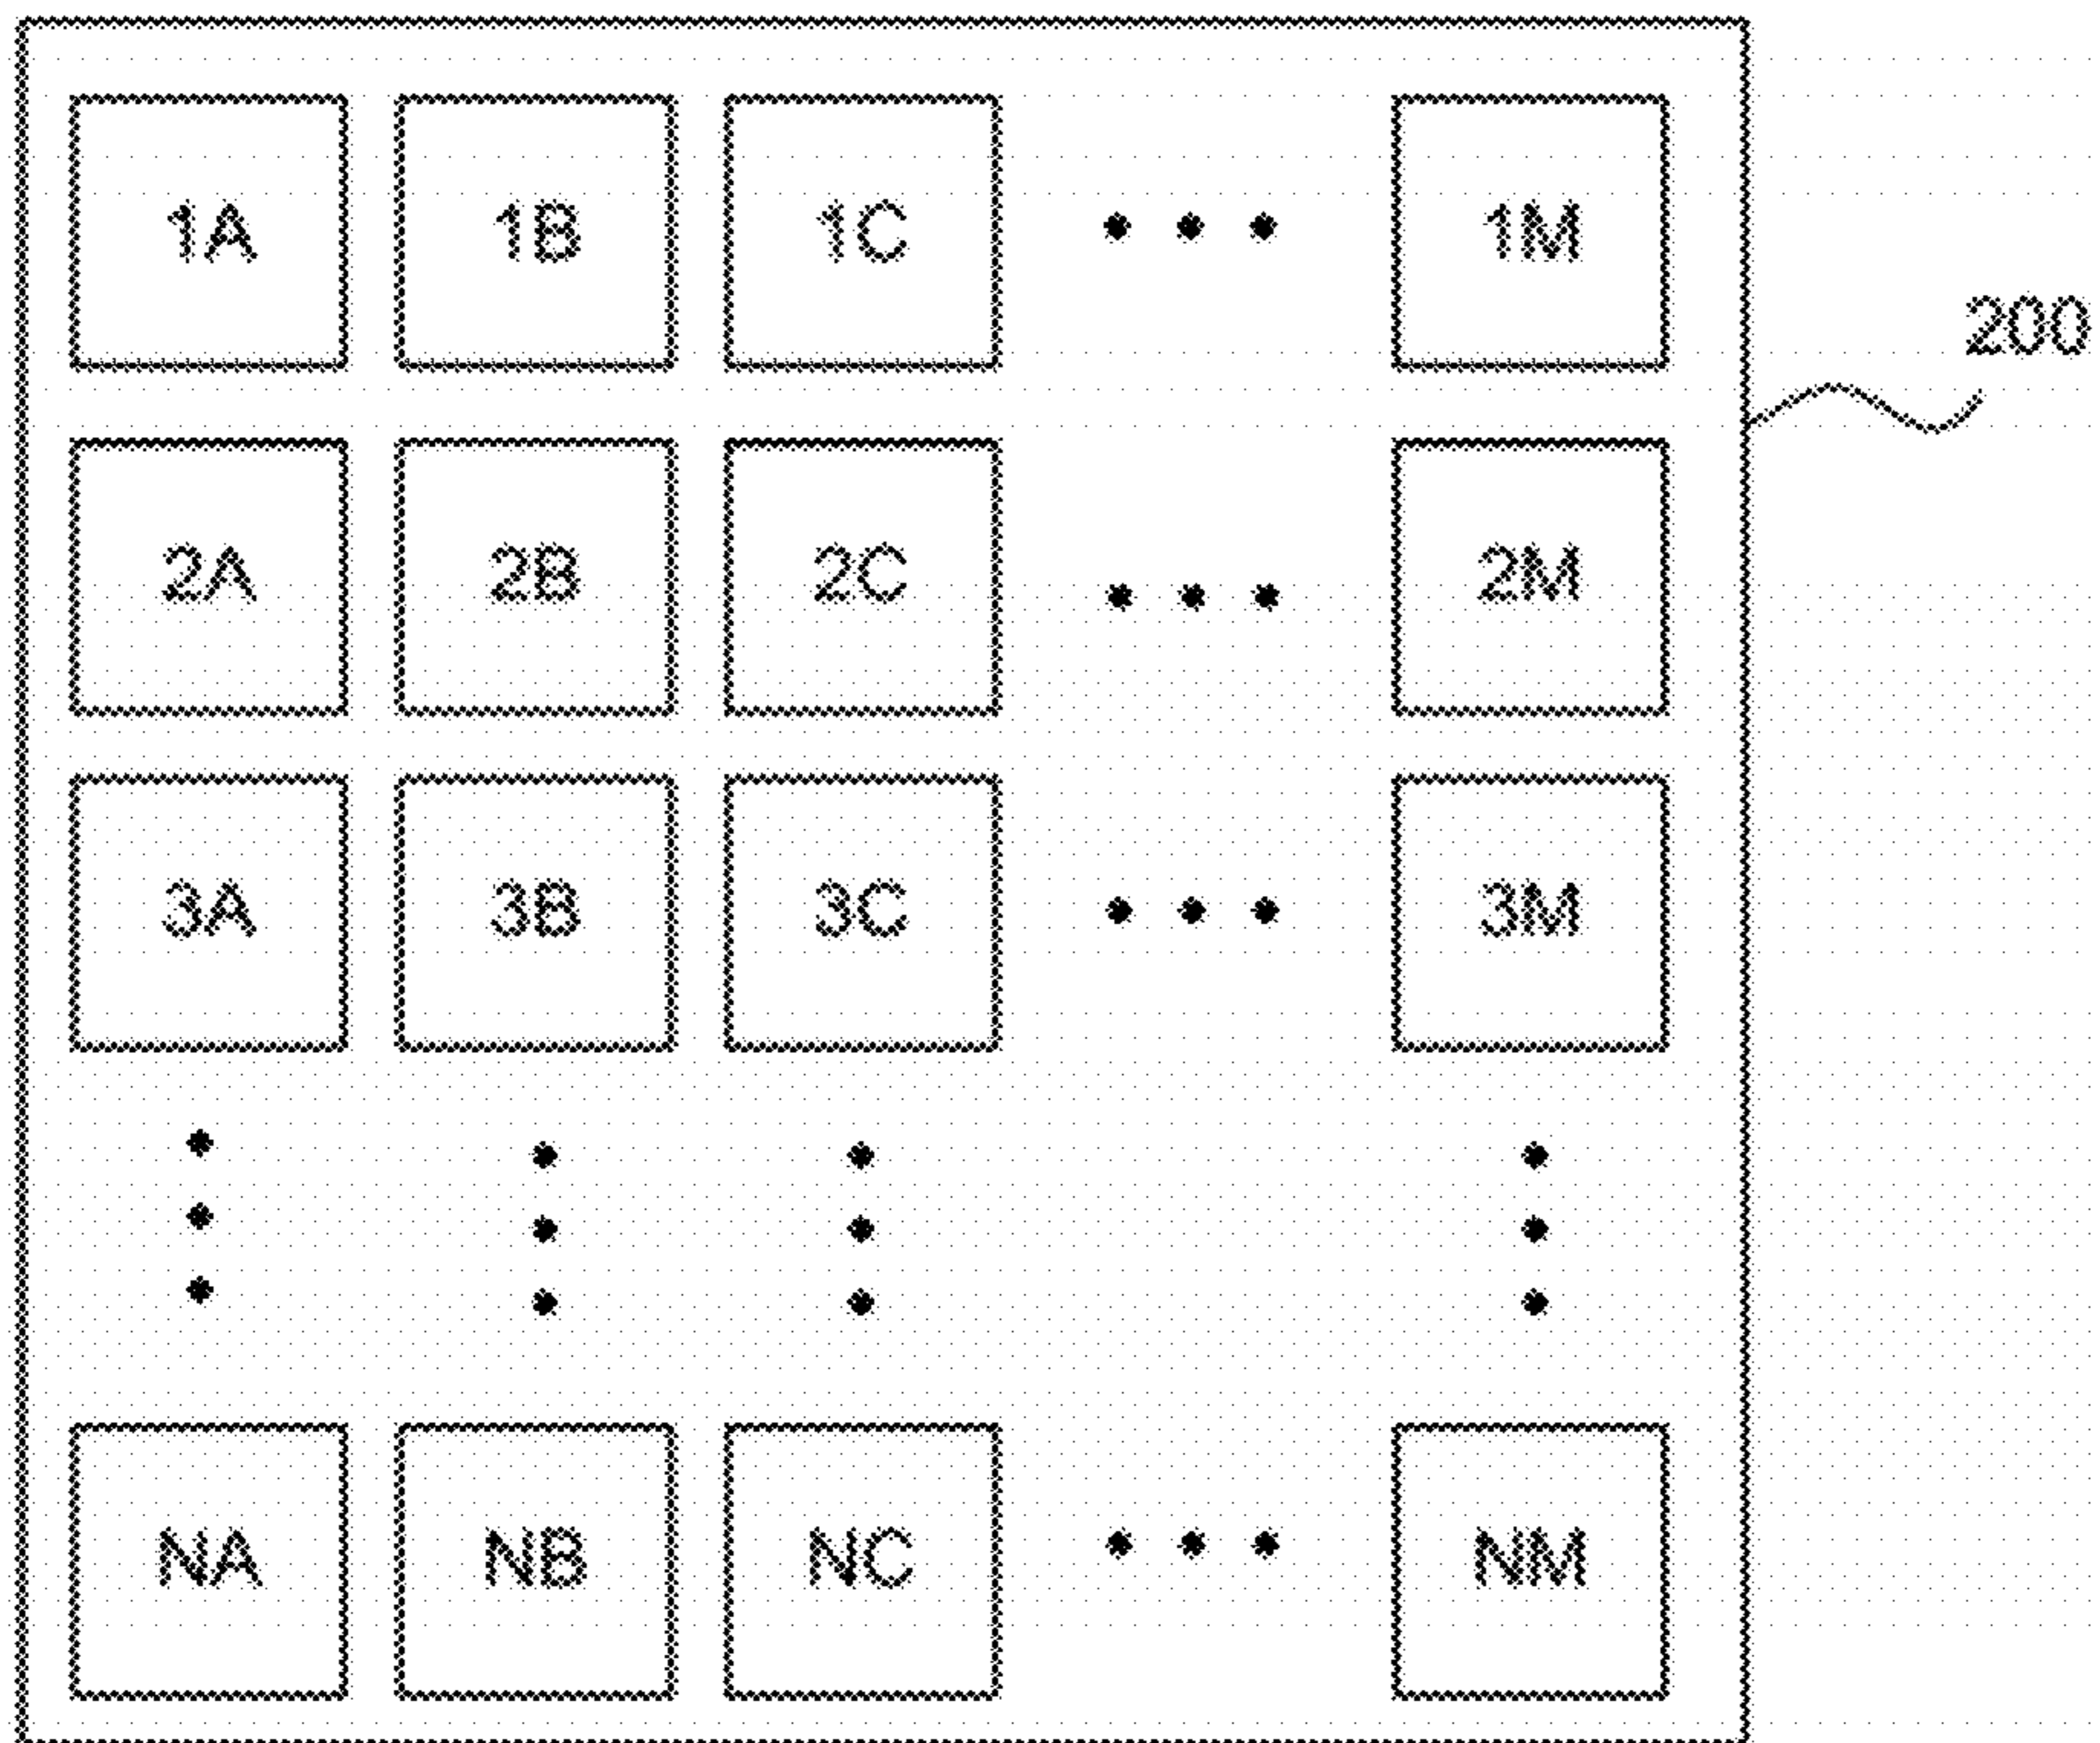 1A 1B 1C • • • 1M
200
2A 2B 2C • • • 2M
3A 3B 3C • • • 3M
NA NB NC • • • NM